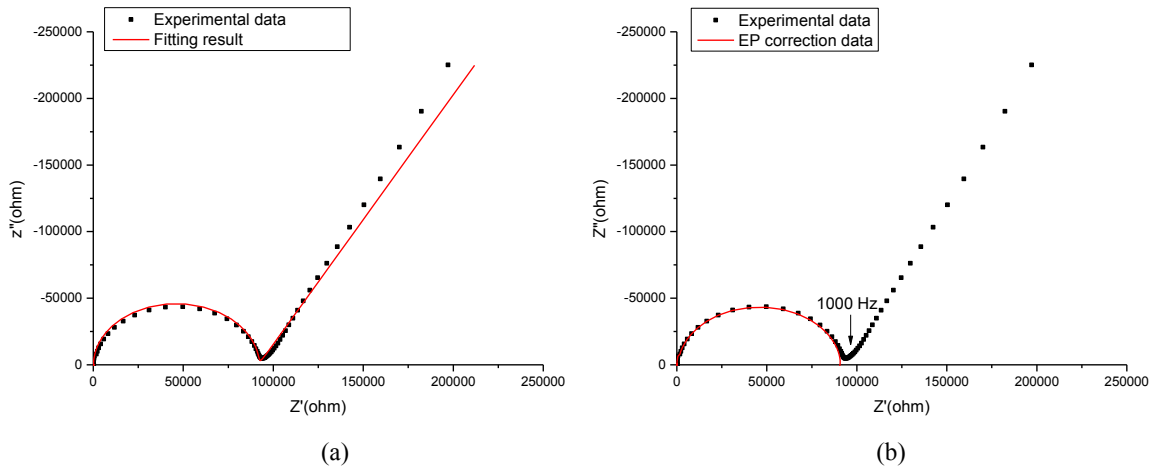 Experimental data
Fitting result
-250000
-200000
-150000
-100000
-50000
0
z"(ohm)
0
50000
100000
150000
200000
250000
Z'(ohm)
(a)
Experimental data
EP correction data
-250000
-200000
-150000
-100000
-50000
0
Z"(ohm)
1000 Hz
0
50000
100000
150000
200000
250000
Z'(ohm)
(b)